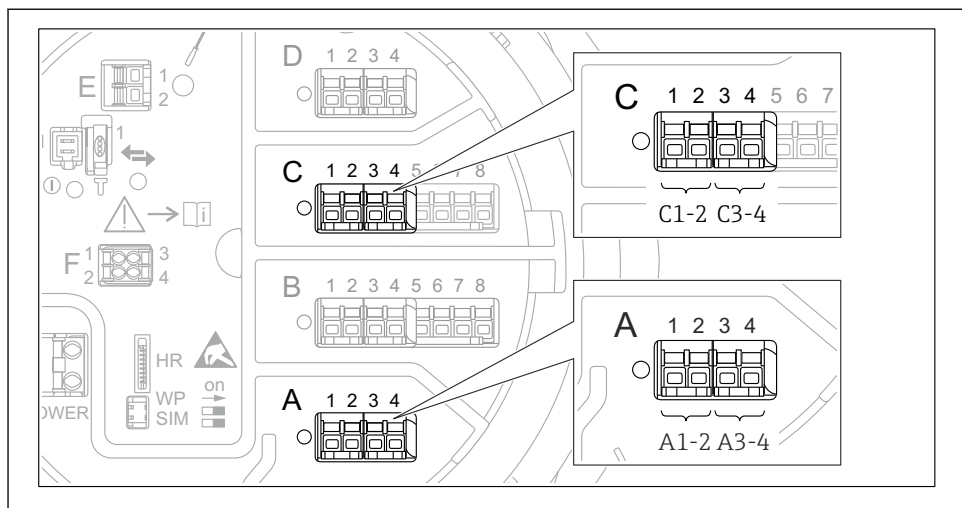 E 1
2
1
F 1 3
2 4
HR
WP
SIM
on
OWER
D 1 2 3 4
C 1 2 3 4 5 7 8
B 1 2 3 4 5 6 7 8
A 1 2 3 4
C 1 2 3 4 5 6 7
C1-2 C3-4
A 1 2 3 4
A1-2 A3-4